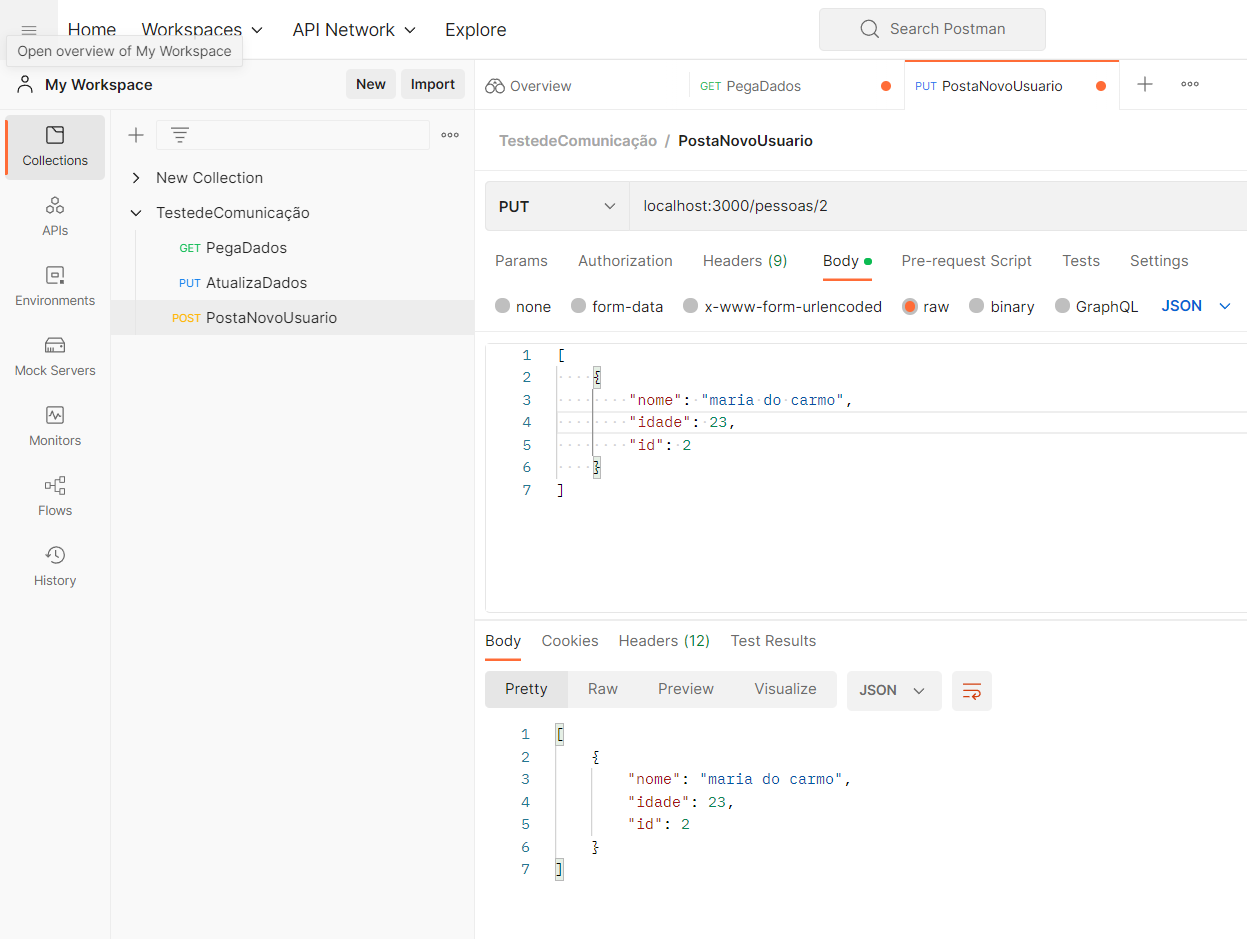 Home Workspaces API Network Explore Search Postman
Open overview of My Workspace
My Workspace New Import
Overview GET PegaDados PUT PostaNovoUsuario
Collections
APIs
Environments
Mock Servers
Monitors
Flows
History
New Collection
TestedeComunicação
GET PegaDados
PUT AtualizaDados
POST PostaNovoUsuario
TestedeComunicação / PostaNovoUsuario
PUT localhost:3000/pessoas/2
Params Authorization Headers (9) Body Pre-request Script Tests Settings
none form-data x-www-form-urlencoded raw binary GraphQL JSON
1 [
2 {
3 "nome": "maria do carmo",
4 "idade": 23,
5 "id": 2
6 }
7 ]
Body Cookies Headers (12) Test Results
Pretty Raw Preview Visualize JSON
1 [
2 {
3 "nome": "maria do carmo",
4 "idade": 23,
5 "id": 2
6 }
7 ]